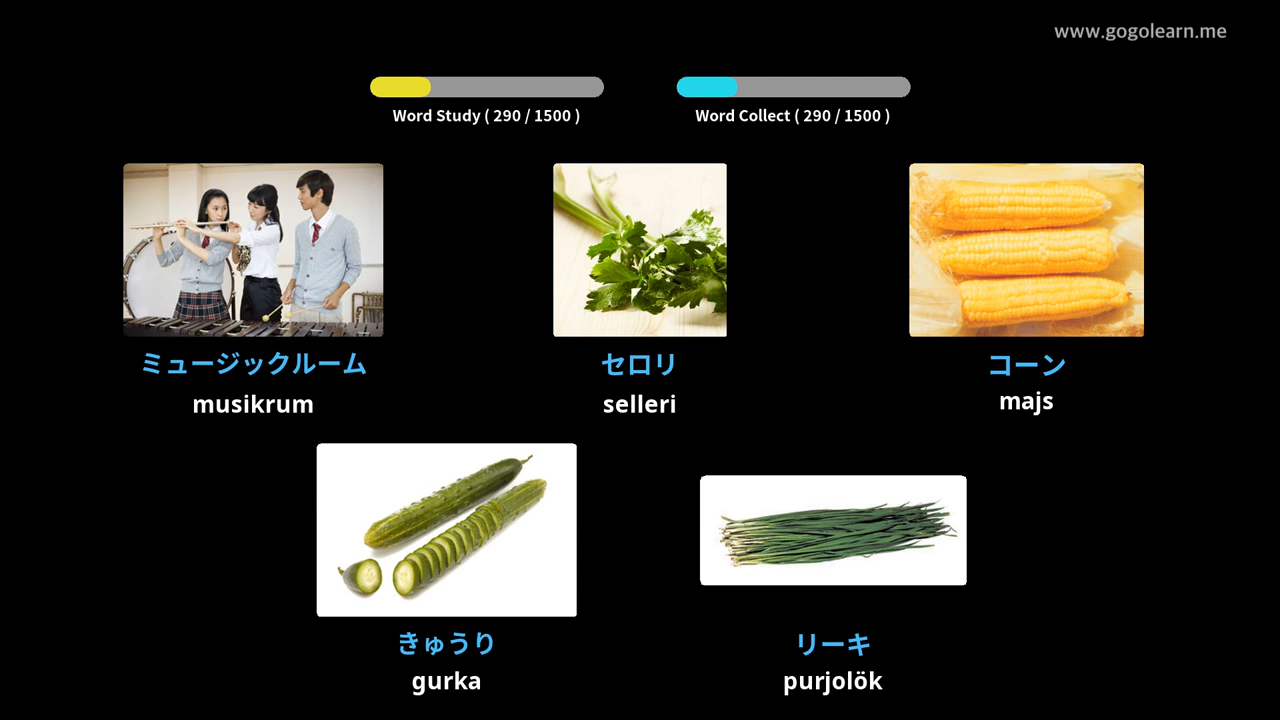 www.gogolearn.me
Word Study ( 290 / 1500 )
Word Collect ( 290 / 1500 )
ミュージックルーム
musikrum
セロリ
selleri
コーン
majs
きゅうり
gurka
リーキ
purjolök